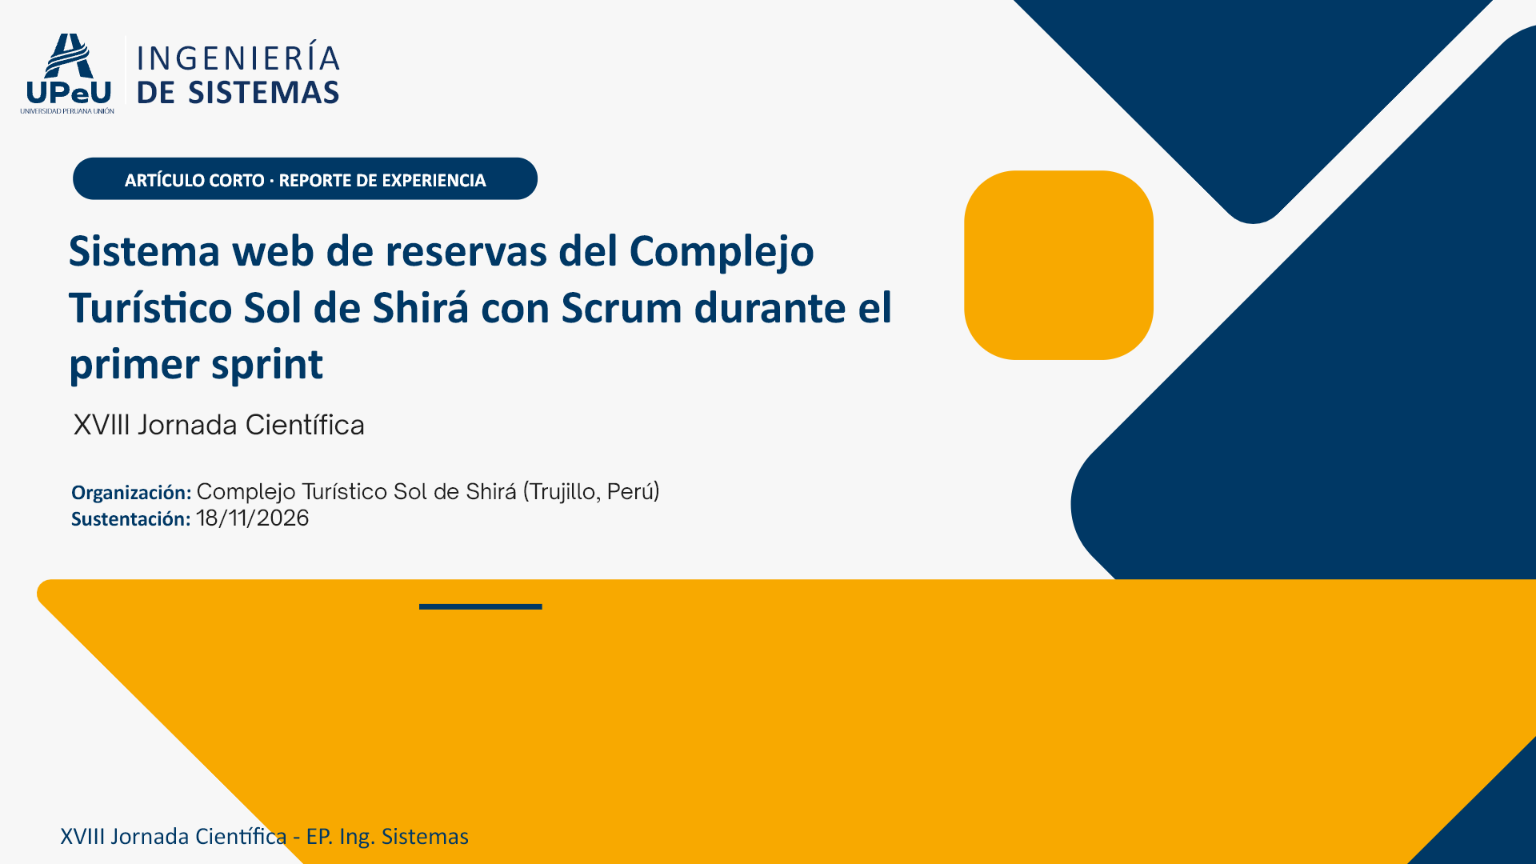 INGENIERÍA
DE SISTEMAS
UPeU
UNIVERSIDAD PERUANA UNIÓN
ARTÍCULO CORTO · REPORTE DE EXPERIENCIA
Sistema web de reservas del Complejo
Turístico Sol de Shirá con Scrum durante el
primer sprint
XVIII Jornada Científica
Organización: Complejo Turístico Sol de Shirá (Trujillo, Perú)
Sustentación: 18/11/2026
XVIII Jornada Científica - EP. Ing. Sistemas